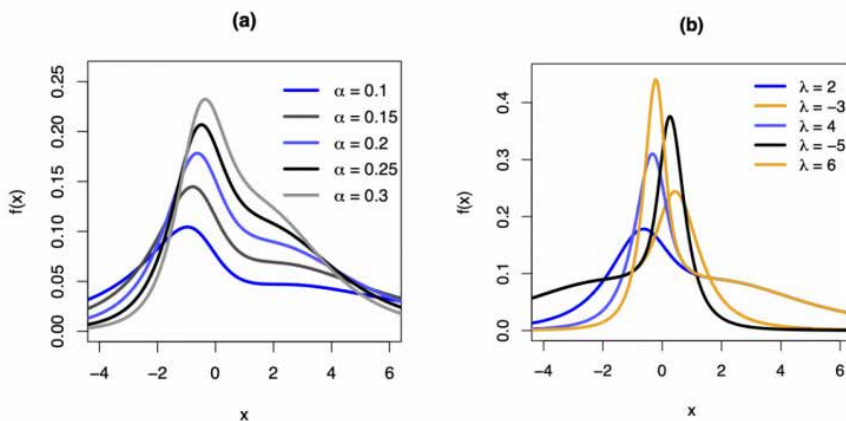 (a)
f(x)
0.00
0.05
0.10
0.15
0.20
0.25
α = 0.1
α = 0.15
α = 0.2
α = 0.25
α = 0.3
−4 −2 0 2 4 6
x
(b)
f(x)
0.0
0.1
0.2
0.3
0.4
λ = 2
λ = −3
λ = 4
λ = −5
λ = 6
−4 −2 0 2 4 6
x